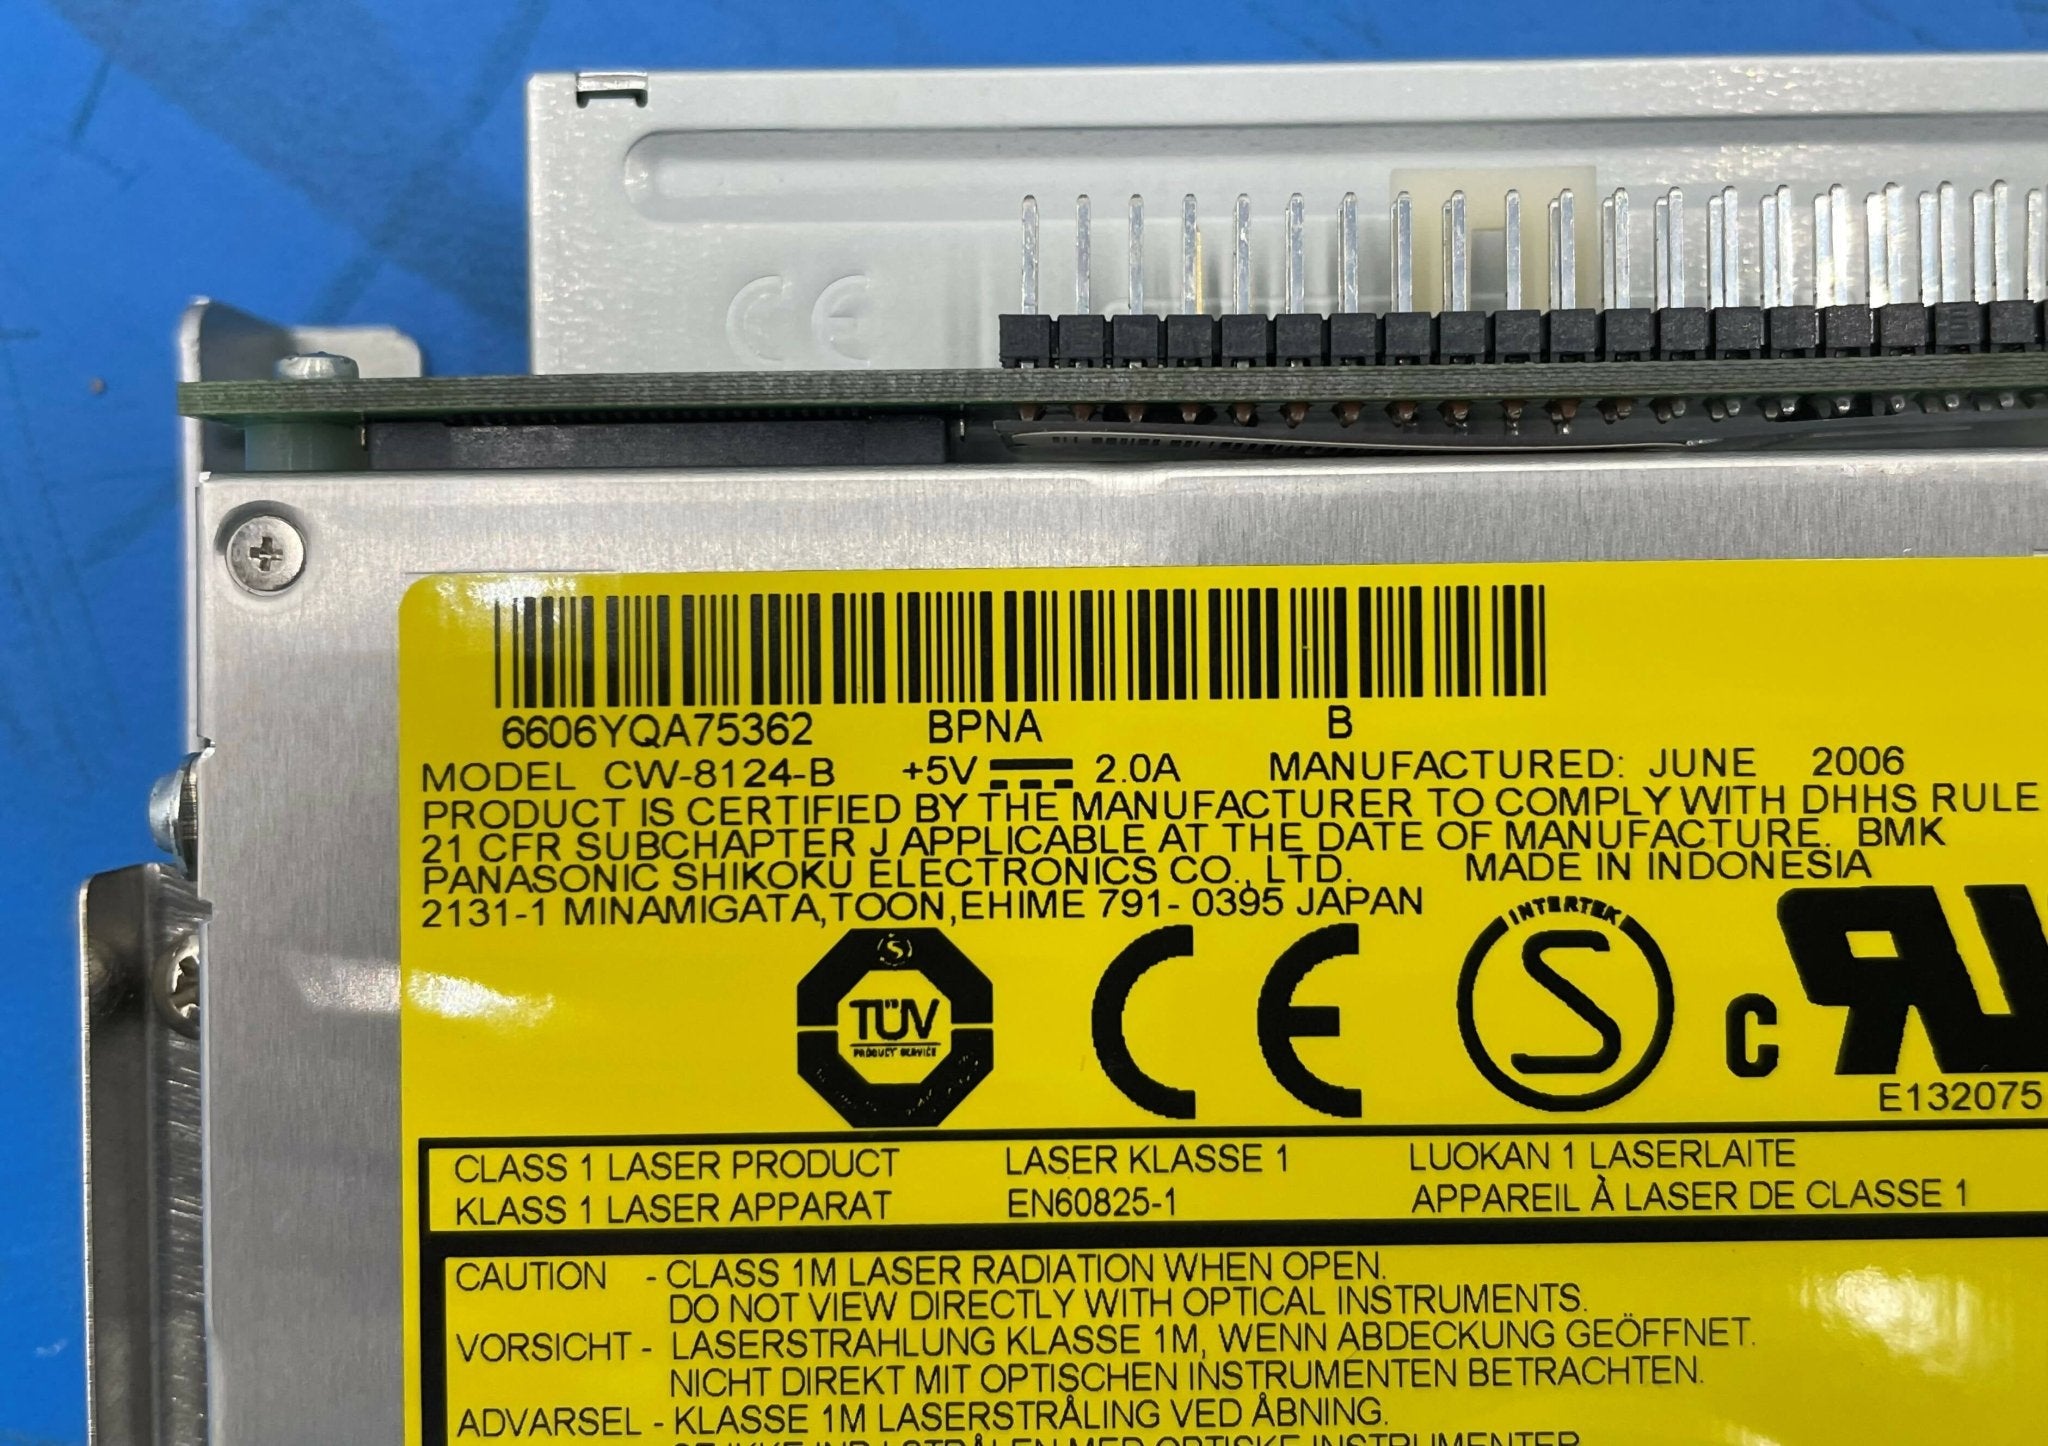 CE
6606YQA75362 BPNA B
MODEL CW-8124-B +5V 2.0A MANUFACTURED: JUNE 2006
PRODUCT IS CERTIFIED BY THE MANUFACTURER TO COMPLY WITH DHHS RULE
21 CFR SUBCHAPTER J APPLICABLE AT THE DATE OF MANUFACTURE. BMK
PANASONIC SHIKOKU ELECTRONICS CO., LTD. MADE IN INDONESIA
2131-1 MINAMIGATA,TOON,EHIME 791-0395 JAPAN
INTERTEK
S
TÜV
PRODUCT SERVICE
CE
S
c
E132075
CLASS 1 LASER PRODUCT LASER KLASSE 1 LUOKAN 1 LASERLAITE
KLASS 1 LASER APPARAT EN60825-1 APPAREIL À LASER DE CLASSE 1
CAUTION - CLASS 1M LASER RADIATION WHEN OPEN.
DO NOT VIEW DIRECTLY WITH OPTICAL INSTRUMENTS.
VORSICHT - LASERSTRAHLUNG KLASSE 1M, WENN ABDECKUNG GEÖFFNET.
NICHT DIREKT MIT OPTISCHEN INSTRUMENTEN BETRACHTEN.
ADVARSEL - KLASSE 1M LASERSTRÅLING VED ÅBNING.